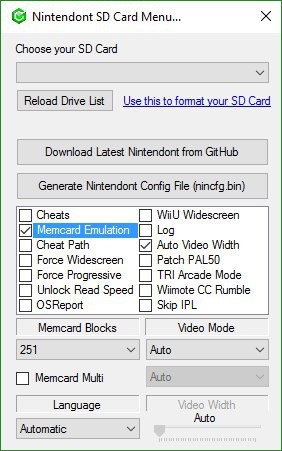 Nintendont SD Card Menu...
Choose your SD Card
Reload Drive List Use this to format your SD Card
Download Latest Nintendont from GitHub
Generate Nintendont Config File (nincfg.bin)
Cheats WiiU Widescreen
Memcard Emulation Log
Cheat Path Auto Video Width
Force Widescreen Patch PAL50
Force Progressive TRI Arcade Mode
Unlock Read Speed Wiimote CC Rumble
OSReport Skip IPL
Memcard Blocks Video Mode
251 Auto
Memcard Multi Auto
Language Video Width
Automatic Auto